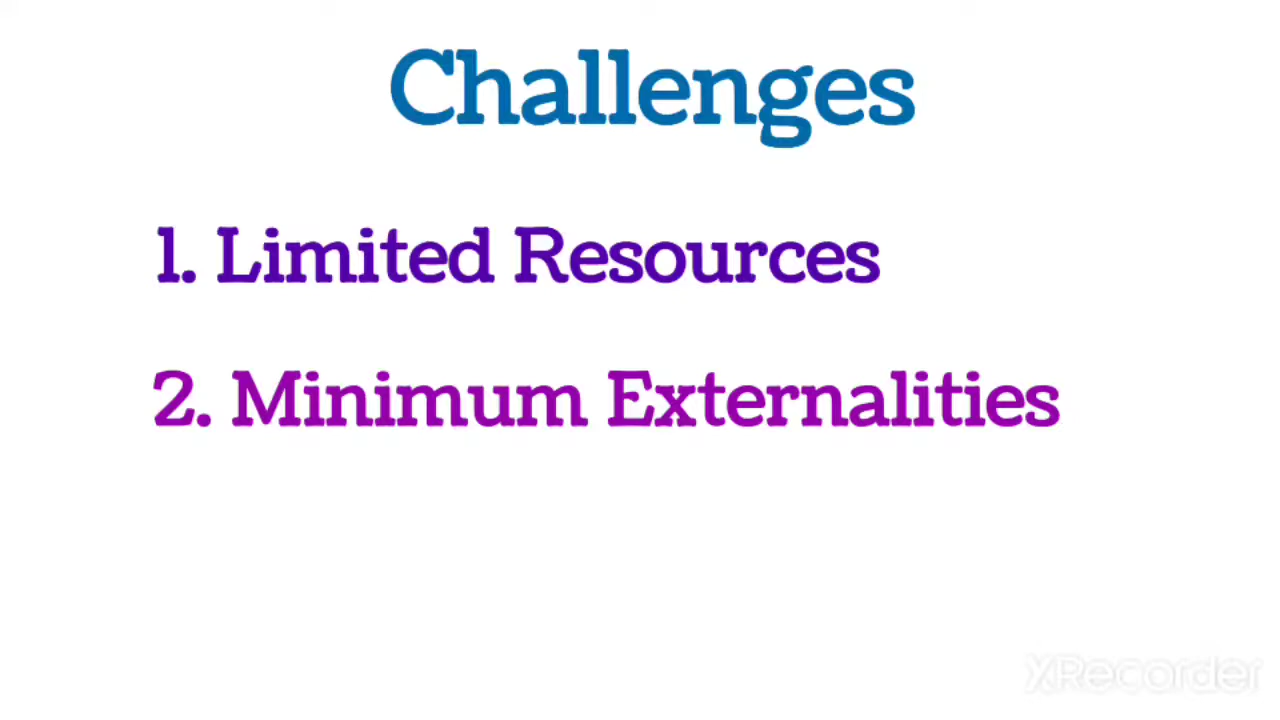 Challenges
1. Limited Resources
2. Minimum Externalities
XRecorder